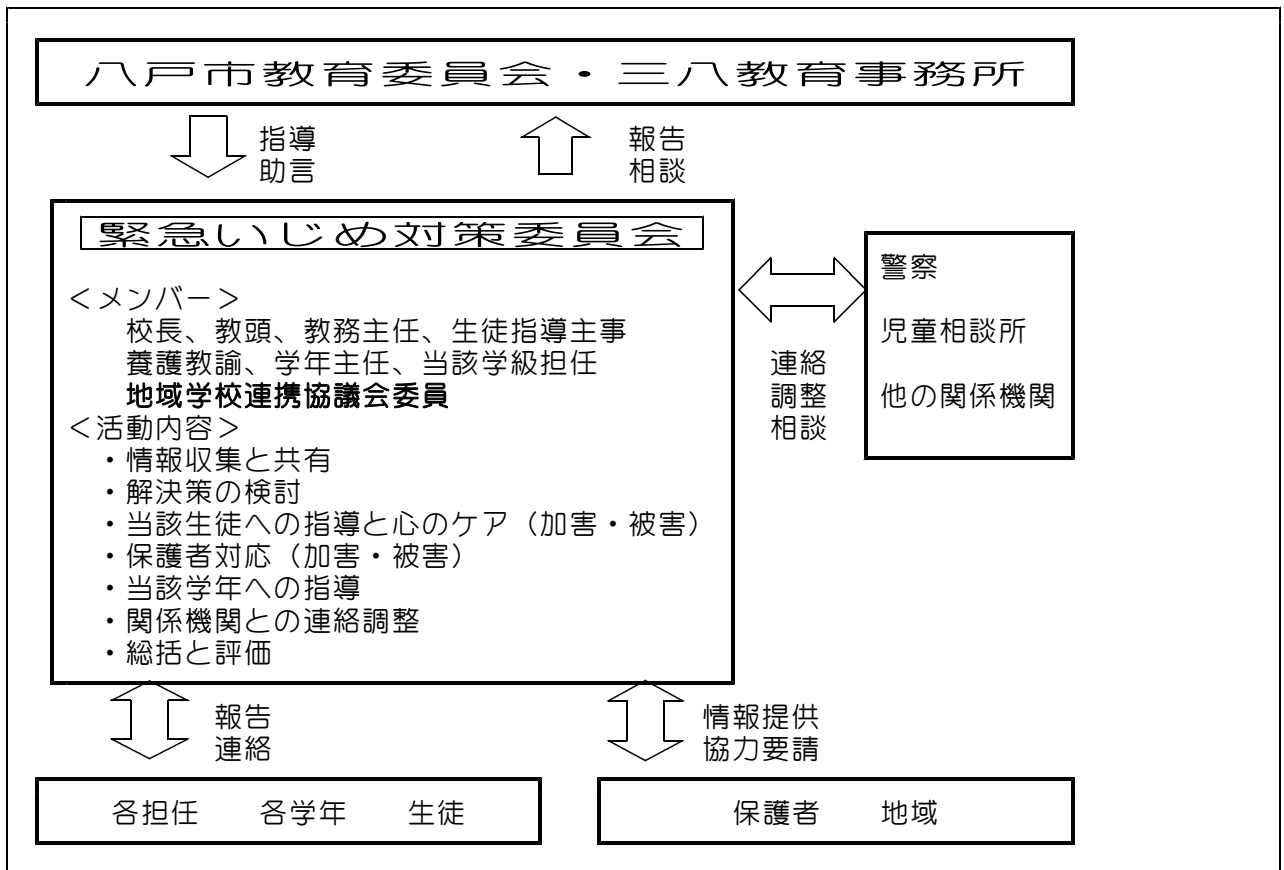 八戸市教育委員会・三八教育事務所
指導
助言
報告
相談
緊急いじめ対策委員会
＜メンバー＞
校長、教頭、教務主任、生徒指導主事
養護教諭、学年主任、当該学級担任
地域学校連携協議会委員
＜活動内容＞
・情報収集と共有
・解決策の検討
・当該生徒への指導と心のケア（加害・被害）
・保護者対応（加害・被害）
・当該学年への指導
・関係機関との連絡調整
・総括と評価
連絡
調整
相談
警察
児童相談所
他の関係機関
報告
連絡
情報提供
協力要請
各担任　　各学年　　生徒
保護者　　地域